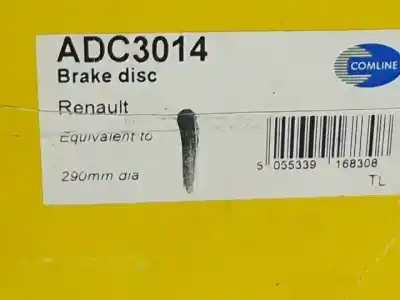 ADC3014
Brake disc
COMLINE
Renault
Equivalent to
290mm dia
5 055339 168308
TL